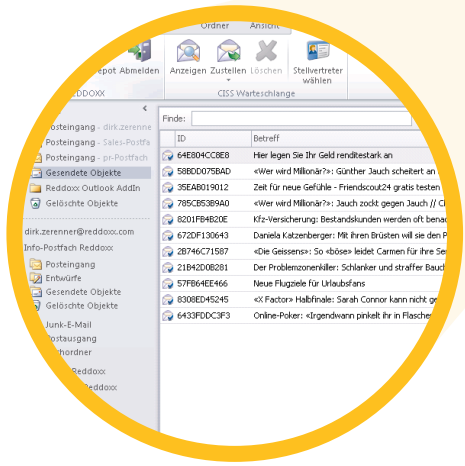 Ordner Ansicht
Depot Abmelden Anzeigen Zustellen Löschen Stellvertreter
wählen
REDDOXX CISS Warteschlange
Finde:
ID Betreff
Posteingang - dirk.zerenne
Posteingang - Sales-Postfa
Posteingang - pr-Postfach
Gesendete Objekte
Reddoxx Outlook AddIn
Gelöschte Objekte
dirk.zerenner@reddoxx.com
Info-Postfach Reddoxx
Posteingang
Entwürfe
Gesendete Objekte
Gelöschte Objekte
Junk-E-Mail
Postausgang
Reddoxx
Reddoxx
64E804CC8E8 Hier legen Sie Ihr Geld renditestark an
58BDD075BAD «Wer wird Millionär?»: Günther Jauch scheitert an
35EAB019012 Zeit für neue Gefühle - Friendscout24 gratis testen
785CB53B9A0 «Wer wird Millionär?»: Jauch zockt gegen Jauch // Ci
8201FB4B20E Kfz-Versicherung: Bestandskunden werden oft benac
672DF130643 Daniela Katzenberger: Mit ihren Brüsten will sie den P
2B746C71587 «Die Geissens»: So «böse» leidet Carmen für ihre Se
21B42D0B281 Der Problemzonenkiller: Schlanker und straffer Bauch
57FB64EE466 Neue Flugziele für Urlaubsfans
8308ED45245 «X Factor» Halbfinale: Sarah Connor kann nicht ge
6433FDDC3F3 Online-Poker: «Irgendwann pinkelt ihr in Flasche